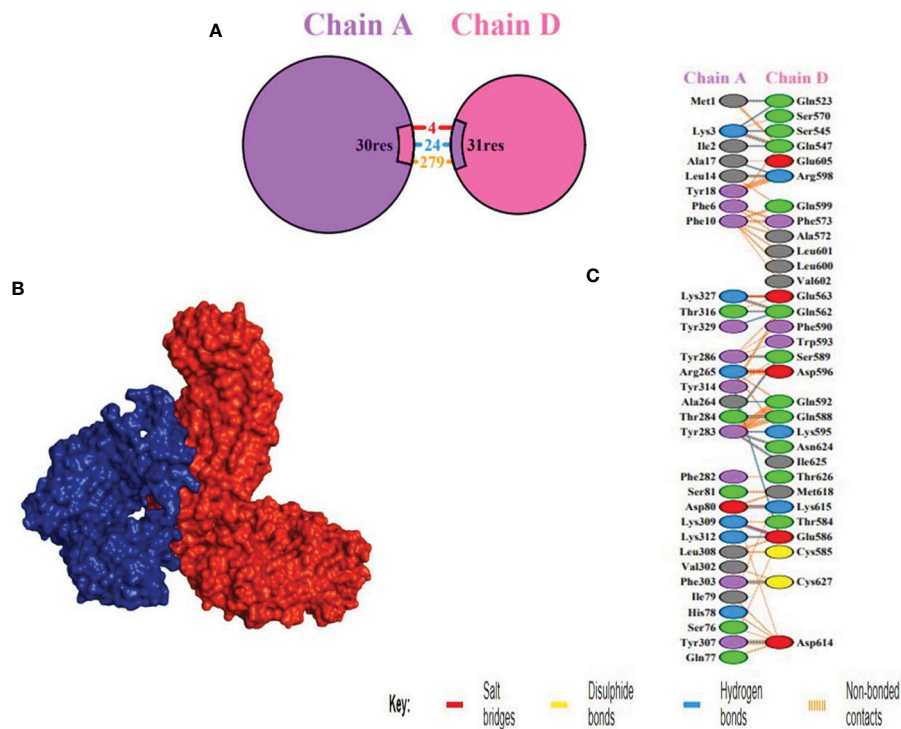 A
Chain A Chain D
4
30res 24 31res
279
B
C
Chain A Chain D
Met1 Gln523
Ser570
Lys3 Ser545
Ile2 Gln547
Ala17 Glu605
Leu14 Arg598
Tyr18
Phe6 Gln599
Phe10 Phe573
Ala572
Leu601
Leu600
Val602
Lys327 Glu563
Thr316 Gln562
Tyr329 Phe590
Trp593
Tyr286 Ser589
Arg265 Asp596
Tyr314
Ala264 Gln592
Thr284 Gln588
Tyr283 Lys595
Asn624
Ile625
Phe282 Thr626
Ser81 Met618
Asp80 Lys615
Lys309 Thr584
Lys312 Glu586
Leu308 Cys585
Val302
Phe303 Cys627
Ile79
His78
Ser76
Tyr307 Asp614
Gln77
Key: Salt bridges Disulphide bonds Hydrogen bonds Non-bonded contacts